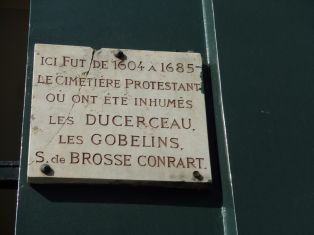 ICI FUT DE 1604 A 1685
LE CIMETIÈRE PROTESTANT
OÙ ONT ÉTÉ INHUMÉS
LES DUCERCEAU,
LES GOBELINS,
S. de BROSSE CONRART.